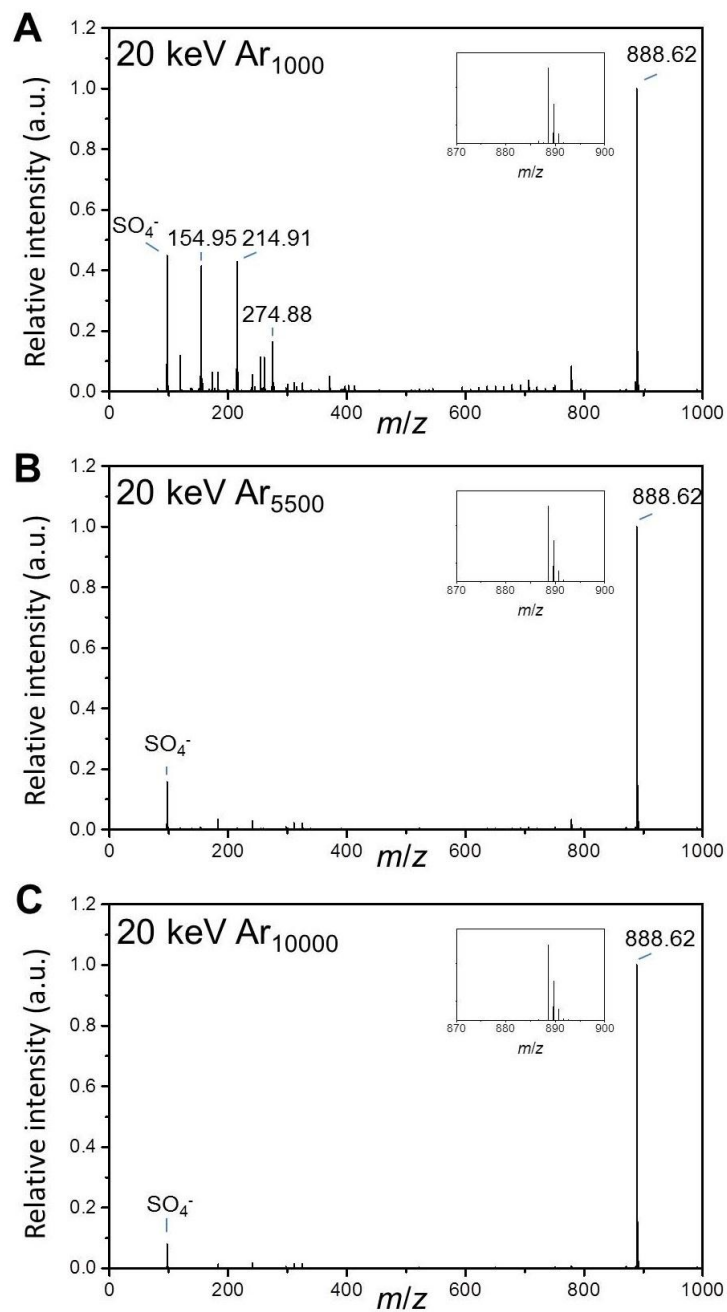 A
20 keV Ar₁₀₀₀
888.62
SO₄⁻
154.95
214.91
274.88
Relative intensity (a.u.)
1.2
1.0
0.8
0.6
0.4
0.2
0.0
0 200 400 600 800 1000
m/z
870 880 890 900
m/z
B
20 keV Ar₅₅₀₀
888.62
SO₄⁻
Relative intensity (a.u.)
1.2
1.0
0.8
0.6
0.4
0.2
0.0
0 200 400 600 800 1000
m/z
870 880 890 900
m/z
C
20 keV Ar₁₀₀₀₀
888.62
SO₄⁻
Relative intensity (a.u.)
1.2
1.0
0.8
0.6
0.4
0.2
0.0
0 200 400 600 800 1000
m/z
870 880 890 900
m/z